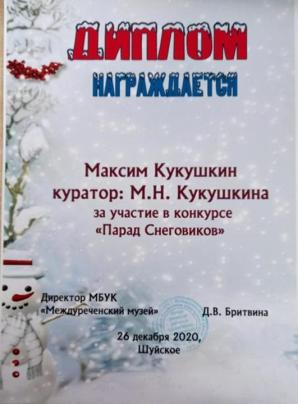 ДИПЛОМ
НАГРАЖДАЕТСЯ
Максим Кукушкин
куратор: М.Н. Кукушкина
за участие в конкурсе
«Парад Снеговиков»
Директор МБУК
«Междуреченский музей» Д.В. Бритвина
26 декабря 2020,
Шуйское